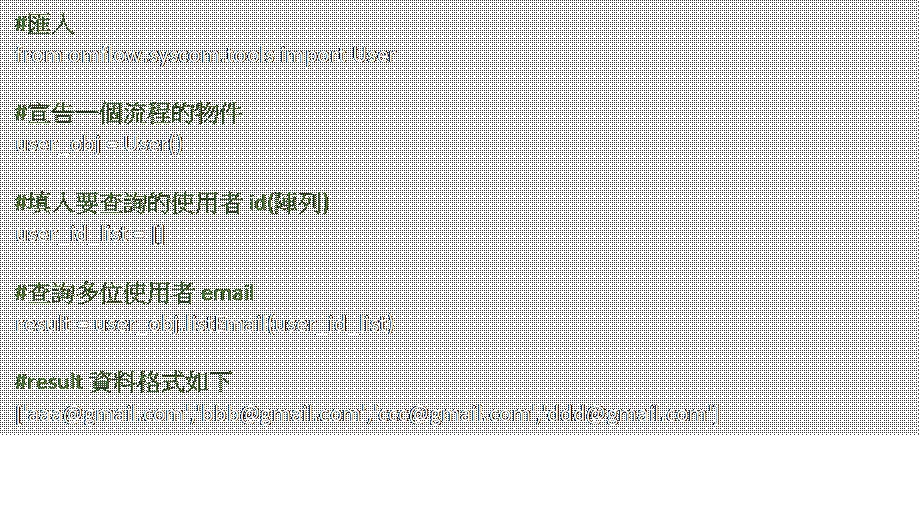 #匯入
from omflow.syscom.tools import User
#宣告一個流程的物件
user_obj = User()
#填入要查詢的使用者 id(陣列)
user_id_list = []
#查詢多位使用者 email
result = user_obj.listEmail(user_id_list)
#result 資料格式如下
['aaa@gmail.com','bbb@gmail.com','ccc@gmail.com','ddd@gmail.com']